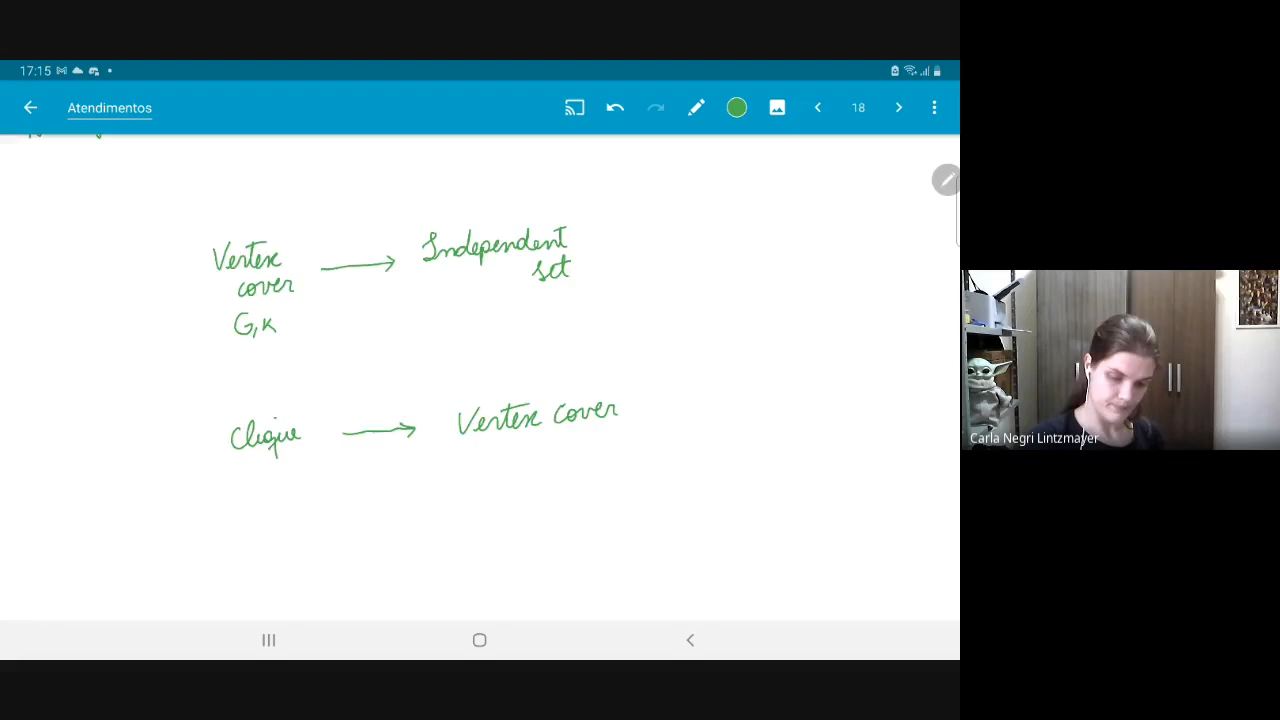 17:15
Atendimentos
18
Vertex
cover
G, K
Independent
set
Clique
Vertex cover
Carla Negri Lintzmayer